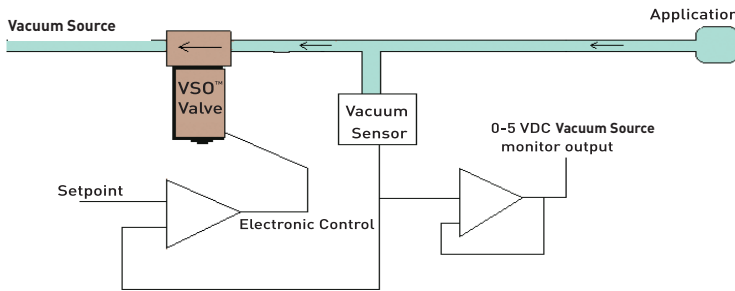 Vacuum Source
Application
VSO™
Valve
Vacuum
Sensor
0-5 VDC Vacuum Source
monitor output
Setpoint
Electronic Control